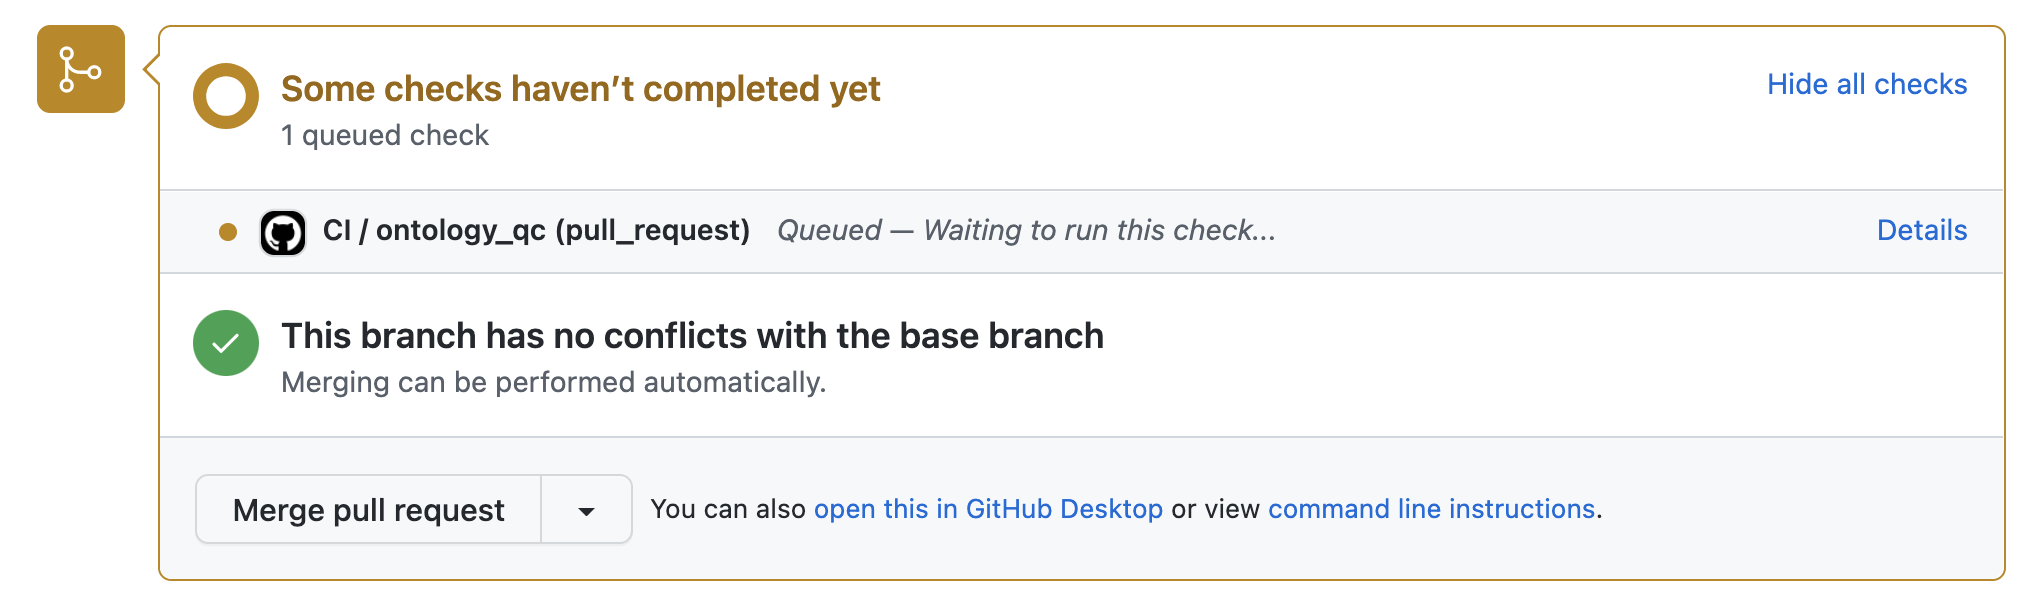 Some checks haven’t completed yet
Hide all checks
1 queued check
CI / ontology_qc (pull_request) Queued — Waiting to run this check...
Details
This branch has no conflicts with the base branch
Merging can be performed automatically.
Merge pull request
You can also open this in GitHub Desktop or view command line instructions.